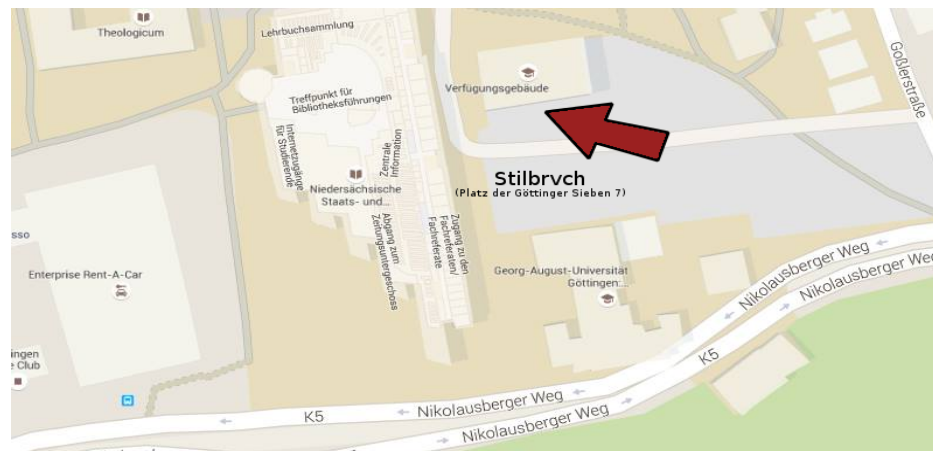 Theologicum
Lehrbuchsammlung
Goßlerstraße
Verfügungsgebäude
Treffpunkt für
Bibliotheksführungen
Internetzugänge
für Studierende
Zentrale
Information
Stilbrvch
(Platz der Göttinger Sieben 7)
Niedersächsische
Staats- und...
Abgang zum
Zeitungsuntergeschoss
Zugang zu den
Fachreferaten/
Fachreferate
sso
Enterprise Rent-A-Car
Georg-August-Universität
Göttingen:...
Nikolausberger Weg
Nikolausberger Weg
K5
ingen
e Club
K5
Nikolausberger Weg
Nikolausberger Weg